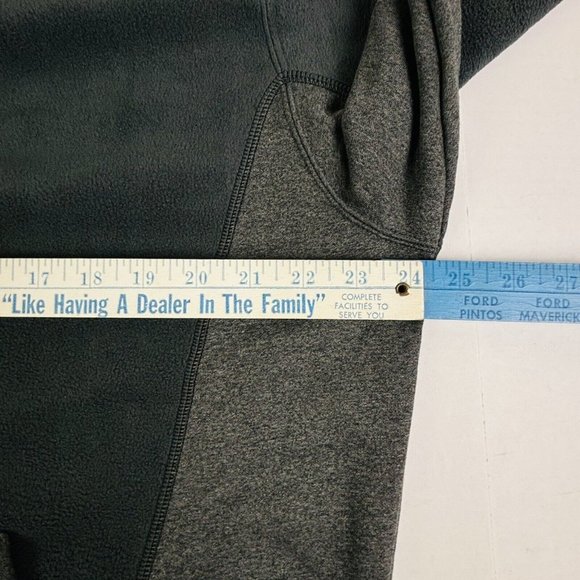 17 18 19 20 21 22 23 24 25 26 27
"Like Having A Dealer In The Family"
COMPLETE
FACILITIES TO
SERVE YOU
FORD
PINTOS
FORD
MAVERICK